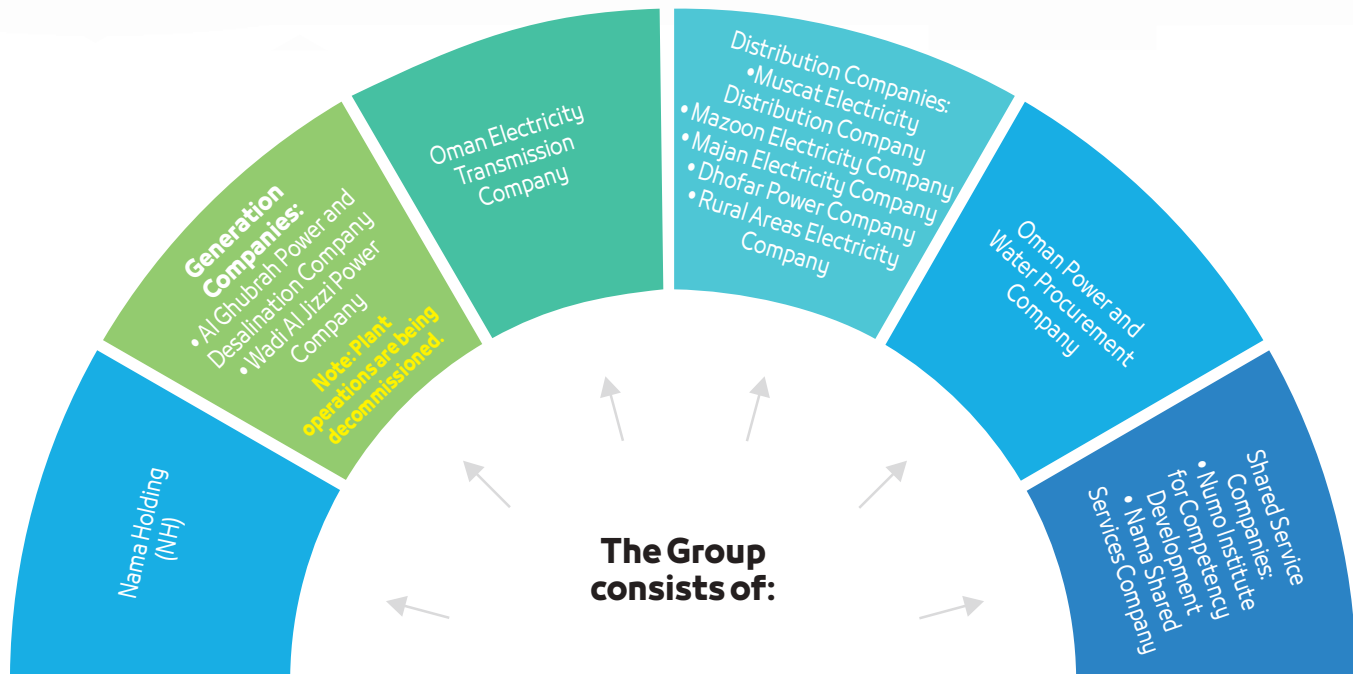 Nama Holding
(NH)
Generation
Companies:
• Al Ghubrah Power and
Desalination Company
• Wadi Al Jizzi Power
Company
Note: Plant
operations are being
decommissioned.
Oman Electricity
Transmission
Company
Distribution Companies:
• Muscat Electricity
Distribution Company
• Mazoon Electricity Company
• Majan Electricity Company
• Dhofar Power Company
• Rural Areas Electricity
Company
Oman Power and
Water Procurement
Company
Shared Service
Companies:
• Numo Institute
for Competency
Development
• Nama Shared
Services Company
The Group
consists of: